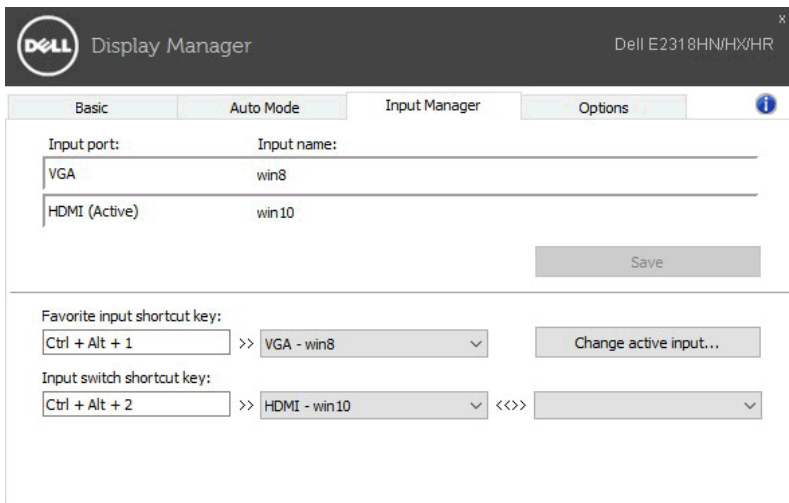 x
DELL Display Manager Dell E2318HN/HX/HR
Basic Auto Mode Input Manager Options i
Input port: Input name:
VGA win8
HDMI (Active) win10
Save
Favorite input shortcut key:
Ctrl + Alt + 1 >> VGA - win8 Change active input...
Input switch shortcut key:
Ctrl + Alt + 2 >> HDMI - win10 <<>>